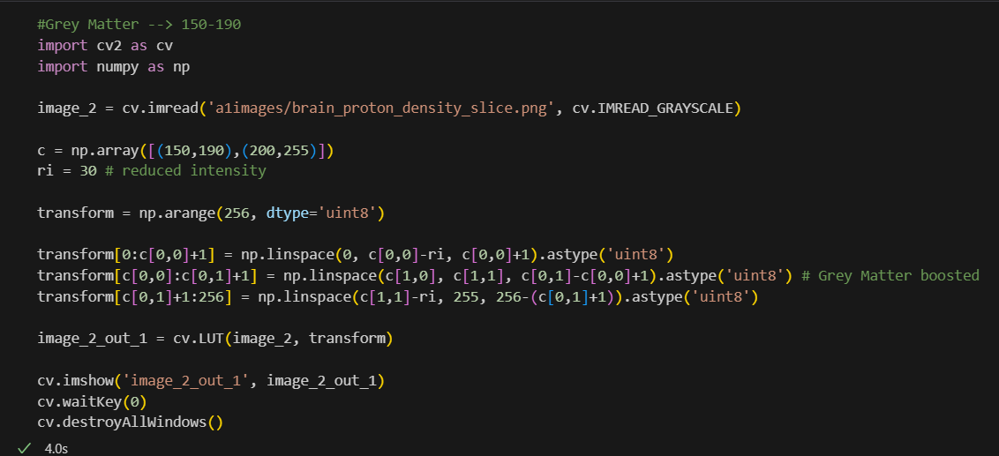 #Grey Matter --> 150-190
import cv2 as cv
import numpy as np
image_2 = cv.imread('a1images/brain_proton_density_slice.png', cv.IMREAD_GRAYSCALE)
c = np.array([(150,190),(200,255)])
ri = 30 # reduced intensity
transform = np.arange(256, dtype='uint8')
transform[0:c[0,0]+1] = np.linspace(0, c[0,0]-ri, c[0,0]+1).astype('uint8')
transform[c[0,0]:c[0,1]+1] = np.linspace(c[1,0], c[1,1], c[0,1]-c[0,0]+1).astype('uint8') # Grey Matter boosted
transform[c[0,1]+1:256] = np.linspace(c[1,1]-ri, 255, 256-(c[0,1]+1)).astype('uint8')
image_2_out_1 = cv.LUT(image_2, transform)
cv.imshow('image_2_out_1', image_2_out_1)
cv.waitKey(0)
cv.destroyAllWindows()
4.0s